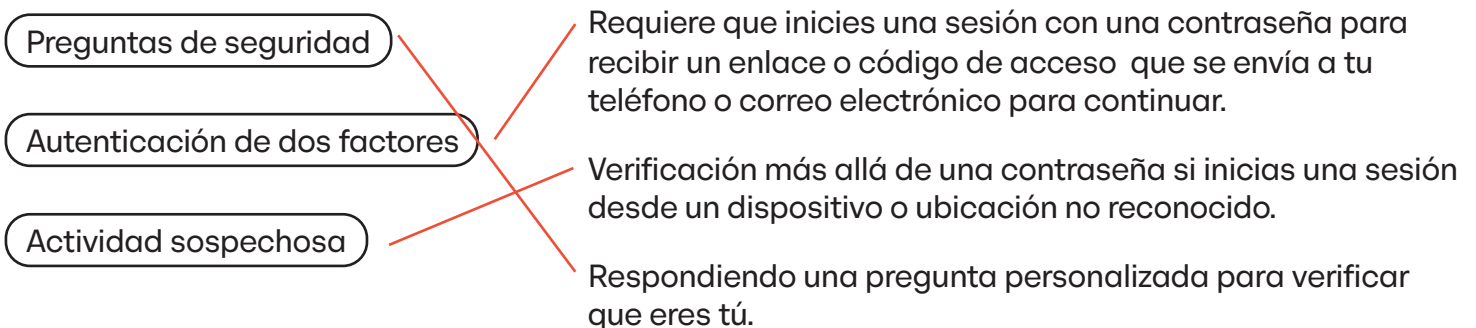 Preguntas de seguridad
Autenticación de dos factores
Actividad sospechosa
Requiere que inicies una sesión con una contraseña para
recibir un enlace o código de acceso  que se envía a tu
teléfono o correo electrónico para continuar.
Verificación más allá de una contraseña si inicias una sesión
desde un dispositivo o ubicación no reconocido.
Respondiendo una pregunta personalizada para verificar
que eres tú.